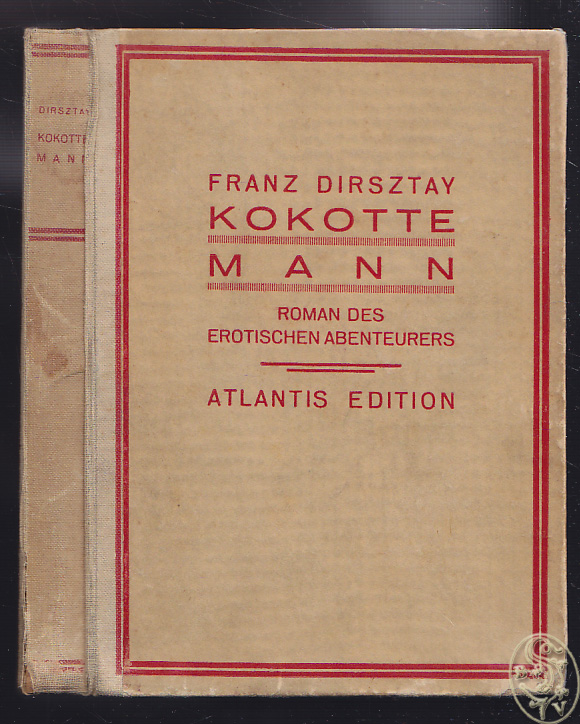 DIRSZTAY
KOKOTTE
MANN
FRANZ DIRSZTAY
KOKOTTE
MANN
ROMAN DES
EROTISCHEN ABENTEURERS
ATLANTIS EDITION